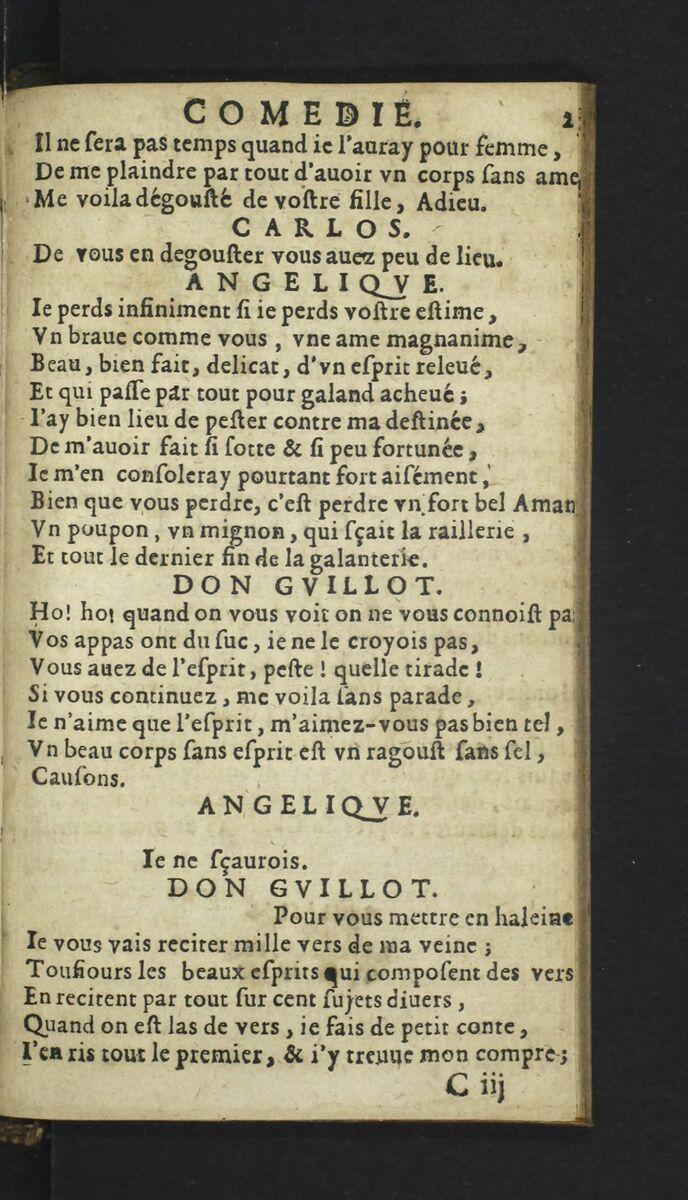 COMEDIE. 2
Il ne ſera pas temps quand ie l'auray pour femme,
De me plaindre par tout d'auoir vn corps ſans ame
Me voila dégouſté de voſtre fille, Adieu.
CARLOS.
De vous en degouſter vous auez peu de lieu.
ANGELIQVE.
Ie perds infiniment ſi ie perds voſtre eſtime,
Vn braue comme vous, vne ame magnanime,
Beau, bien fait, delicat, d'vn eſprit releué,
Et qui paſſe par tout pour galand acheué;
I'ay bien lieu de peſter contre ma deſtinée,
De m'auoir fait ſi ſotte & ſi peu fortunée,
Ie m'en conſoleray pourtant fort aiſément,
Bien que vous perdre, c'eſt perdre vn fort bel Aman
Vn poupon, vn mignon, qui ſçait la raillerie,
Et tout le dernier fin de la galanterie.
DON GVILLOT.
Ho! ho! quand on vous voit on ne vous connoiſt pa
Vos appas ont du ſuc, ie ne le croyois pas,
Vous auez de l'eſprit, peſte! quelle tirade!
Si vous continuez, me voila ſans parade,
Ie n'aime que l'eſprit, m'aimez-vous pas bien tel,
Vn beau corps ſans eſprit eſt vn ragouſt ſans ſel,
Cauſons.
ANGELIQVE.
Ie ne ſçaurois.
DON GVILLOT.
Pour vous mettre en haleine
Ie vous vais reciter mille vers de ma veine;
Touſiours les beaux eſprits qui compoſent des vers
En recitent par tout ſur cent ſujets diuers,
Quand on eſt las de vers, ie fais de petit conte,
I'en ris tout le premier, & i'y treuue mon compre;
C iij